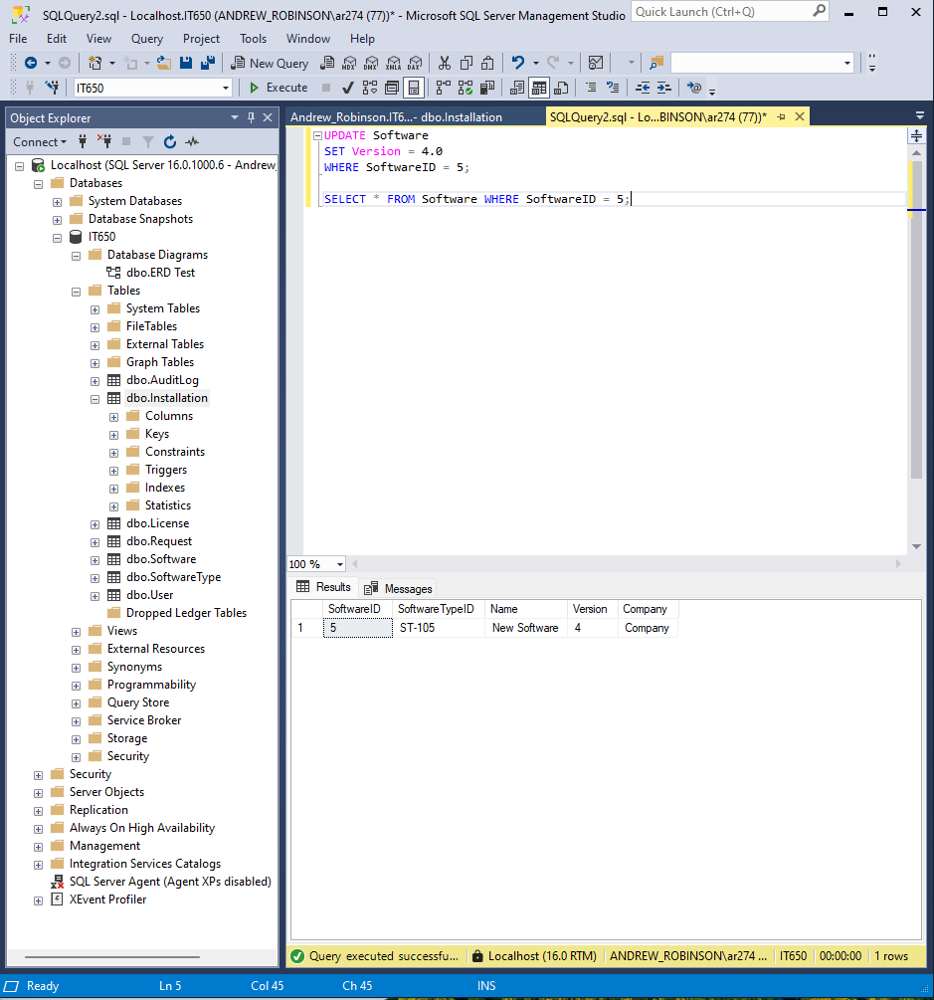 SQLQuery2.sql - Localhost.IT650 (ANDREW_ROBINSON\ar274 (77))* - Microsoft SQL Server Management Studio
Quick Launch (Ctrl+Q)
File Edit View Query Project Tools Window Help
New Query MDX DMX XMLA DAX
IT650 Execute
Object Explorer
Connect
Localhost (SQL Server 16.0.1000.6 - Andrew_
Databases
System Databases
Database Snapshots
IT650
Database Diagrams
dbo.ERD Test
Tables
System Tables
FileTables
External Tables
Graph Tables
dbo.AuditLog
dbo.Installation
Columns
Keys
Constraints
Triggers
Indexes
Statistics
dbo.License
dbo.Request
dbo.Software
dbo.SoftwareType
dbo.User
Dropped Ledger Tables
Views
External Resources
Synonyms
Programmability
Query Store
Service Broker
Storage
Security
Security
Server Objects
Replication
Always On High Availability
Management
Integration Services Catalogs
SQL Server Agent (Agent XPs disabled)
XEvent Profiler
Andrew_Robinson.IT6...- dbo.Installation
SQLQuery2.sql - Lo...BINSON\ar274 (77))*
UPDATE Software
SET Version = 4.0
WHERE SoftwareID = 5;
SELECT * FROM Software WHERE SoftwareID = 5;
100 %
Results Messages
SoftwareID SoftwareTypeID Name Version Company
1 5 ST-105 New Software 4 Company
Query executed successfu... Localhost (16.0 RTM) ANDREW_ROBINSON\ar274 ... IT650 00:00:00 1 rows
Ready Ln 5 Col 45 Ch 45 INS